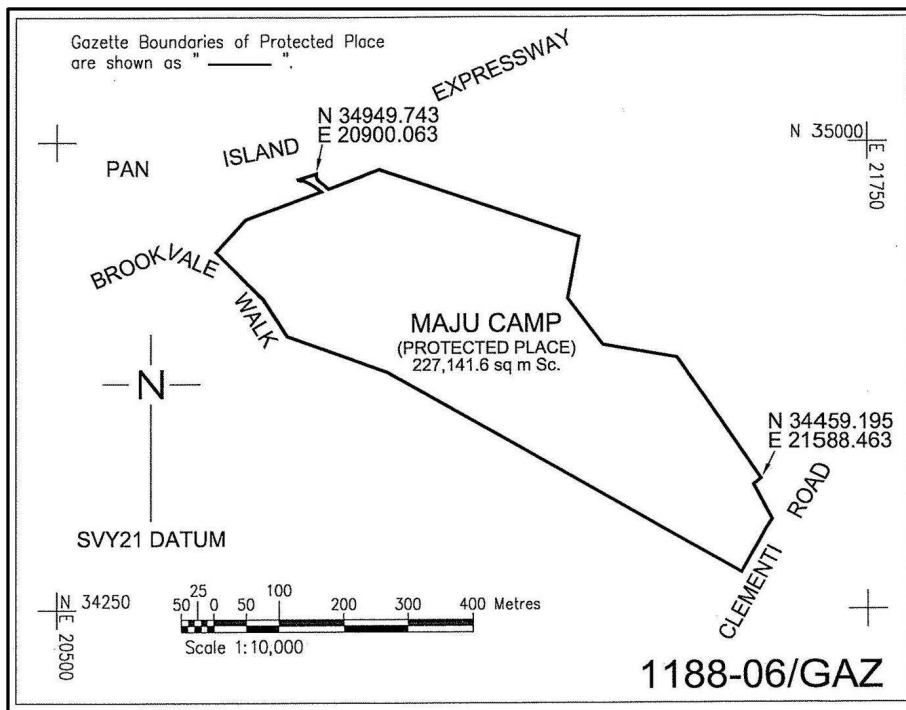 Gazette Boundaries of Protected Place
are shown as " ——— ".
EXPRESSWAY
N 34949.743
E 20900.063
ISLAND
PAN
N 35000
E 21750
BROOKVALE
WALK
MAJU CAMP
(PROTECTED PLACE)
227,141.6 sq m Sc.
N
N 34459.195
E 21588.463
ROAD
CLEMENTI
SVY21 DATUM
N 34250
E 20500
50 25 0 50 100 200 300 400 Metres
Scale 1:10,000
1188-06/GAZ